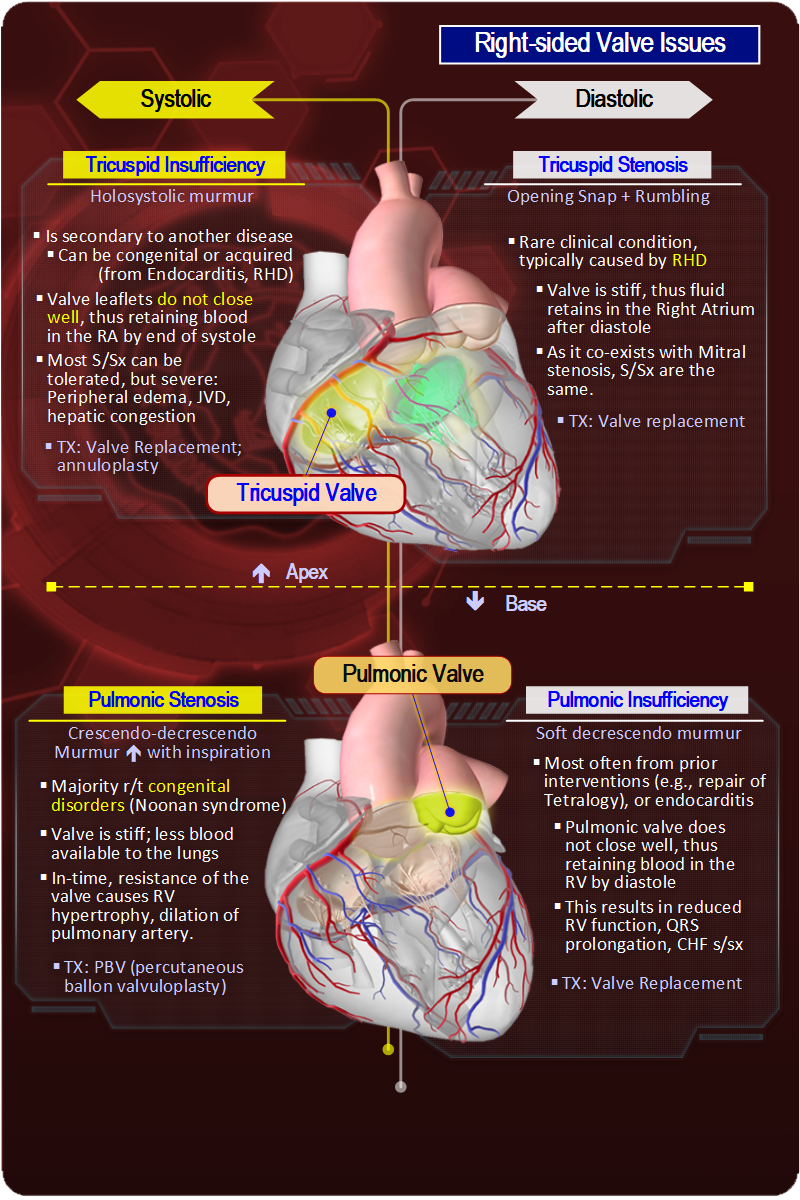 Right-sided Valve Issues
Systolic
Diastolic
Tricuspid Insufficiency
Holosystolic murmur
▪ Is secondary to another disease
▪ Can be congenital or acquired
(from Endocarditis, RHD)
▪ Valve leaflets do not close
well, thus retaining blood
in the RA by end of systole
▪ Most S/Sx can be
tolerated, but severe:
Peripheral edema, JVD,
hepatic congestion
▪ TX: Valve Replacement;
annuloplasty
Tricuspid Stenosis
Opening Snap + Rumbling
▪ Rare clinical condition,
typically caused by RHD
▪ Valve is stiff, thus fluid
retains in the Right Atrium
after diastole
▪ As it co-exists with Mitral
stenosis, S/Sx are the
same.
▪ TX: Valve replacement
Tricuspid Valve
↑ Apex
↓ Base
Pulmonic Valve
Pulmonic Stenosis
Crescendo-decrescendo
Murmur ↑ with inspiration
▪ Majority r/t congenital
disorders (Noonan syndrome)
▪ Valve is stiff; less blood
available to the lungs
▪ In-time, resistance of the
valve causes RV
hypertrophy, dilation of
pulmonary artery.
▪ TX: PBV (percutaneous
ballon valvuloplasty)
Pulmonic Insufficiency
Soft decrescendo murmur
▪ Most often from prior
interventions (e.g., repair of
Tetralogy), or endocarditis
▪ Pulmonic valve does
not close well, thus
retaining blood in the
RV by diastole
▪ This results in reduced
RV function, QRS
prolongation, CHF s/sx
▪ TX: Valve Replacement